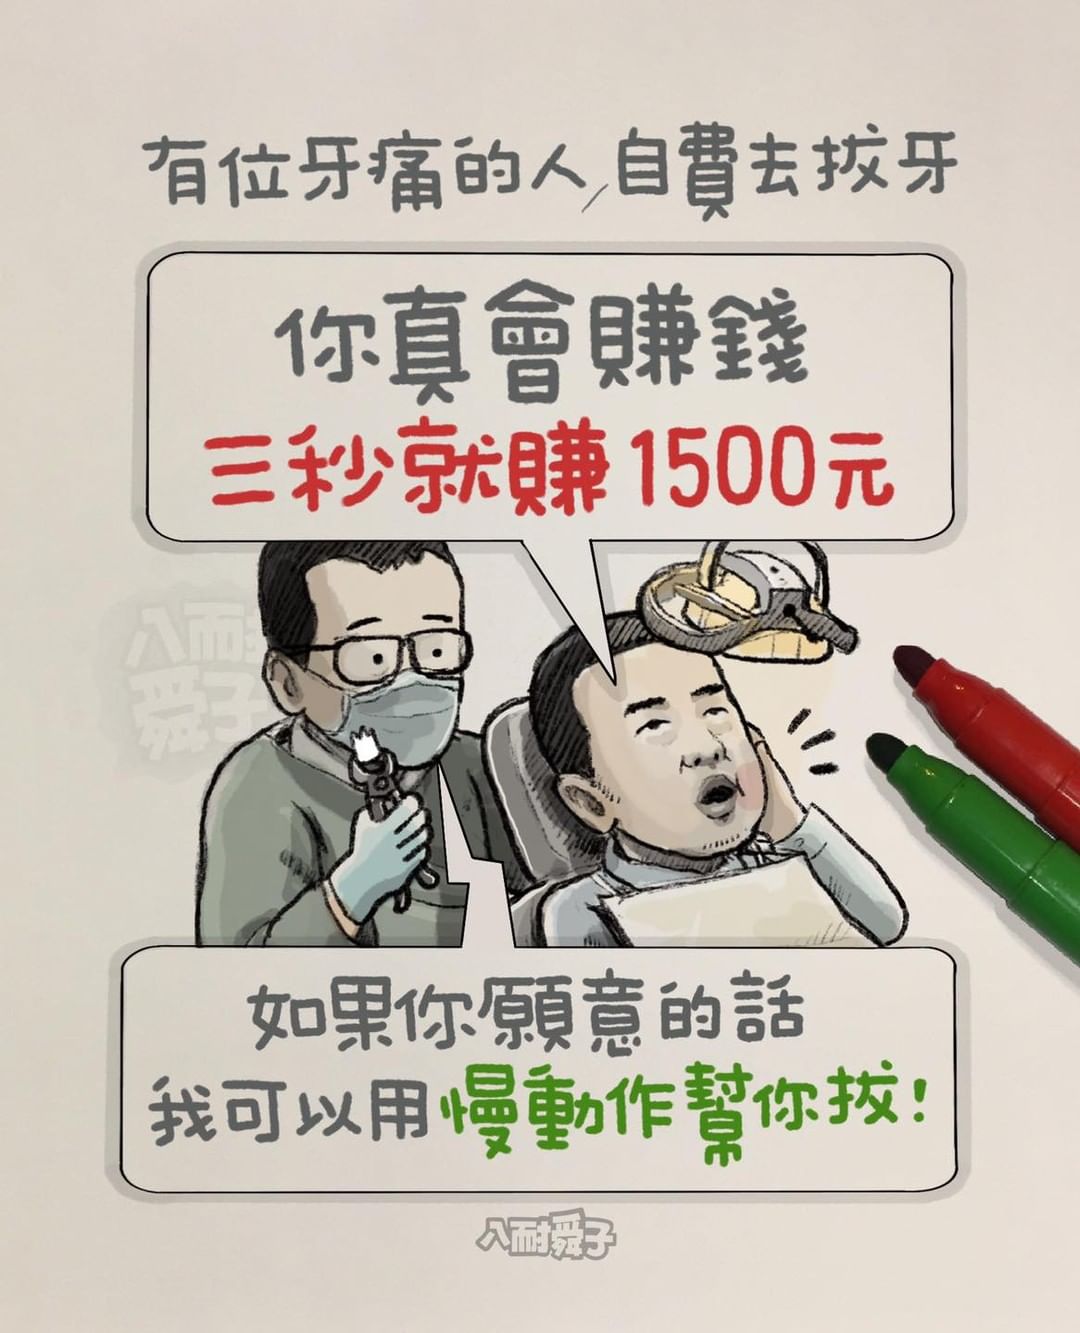 有位牙痛的人,自費去拔牙
你真會賺錢
三秒就賺1500元
八耐
舜子
如果你願意的話
我可以用慢動作幫你拔!
八耐舜子